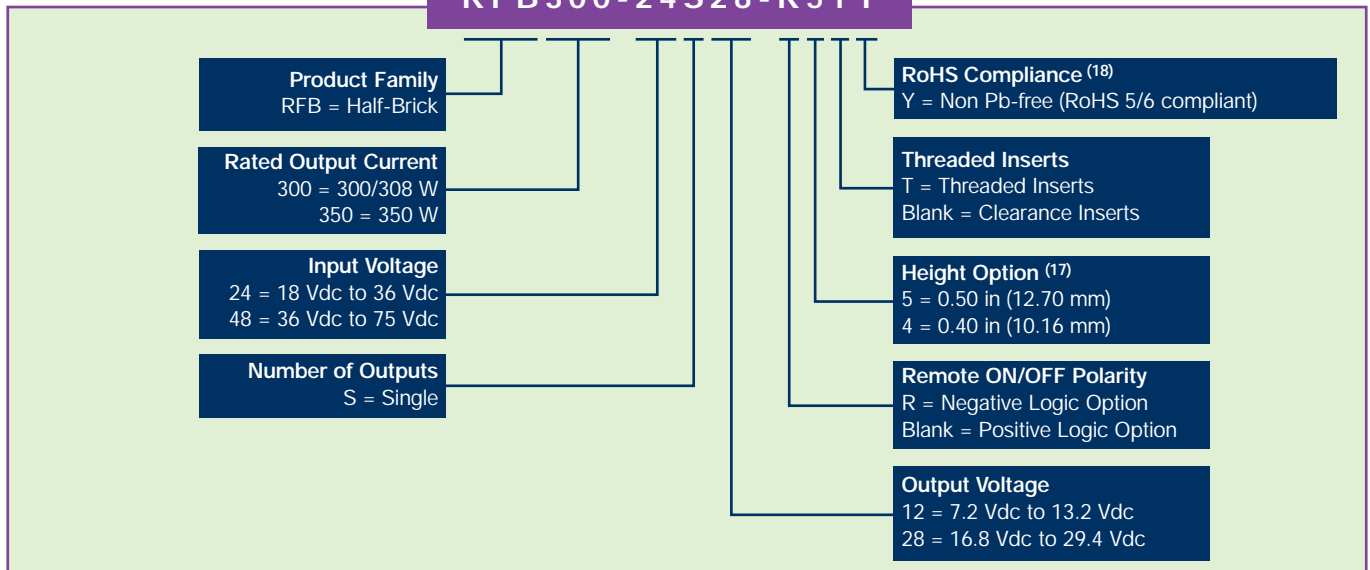 RFB300-24S28-R5TY
Product Family
RFB = Half-Brick
Rated Output Current
300 = 300/308 W
350 = 350 W
Input Voltage
24 = 18 Vdc to 36 Vdc
48 = 36 Vdc to 75 Vdc
Number of Outputs
S = Single
RoHS Compliance (18)
Y = Non Pb-free (RoHS 5/6 compliant)
Threaded Inserts
T = Threaded Inserts
Blank = Clearance Inserts
Height Option (17)
5 = 0.50 in (12.70 mm)
4 = 0.40 in (10.16 mm)
Remote ON/OFF Polarity
R = Negative Logic Option
Blank = Positive Logic Option
Output Voltage
12 = 7.2 Vdc to 13.2 Vdc
28 = 16.8 Vdc to 29.4 Vdc